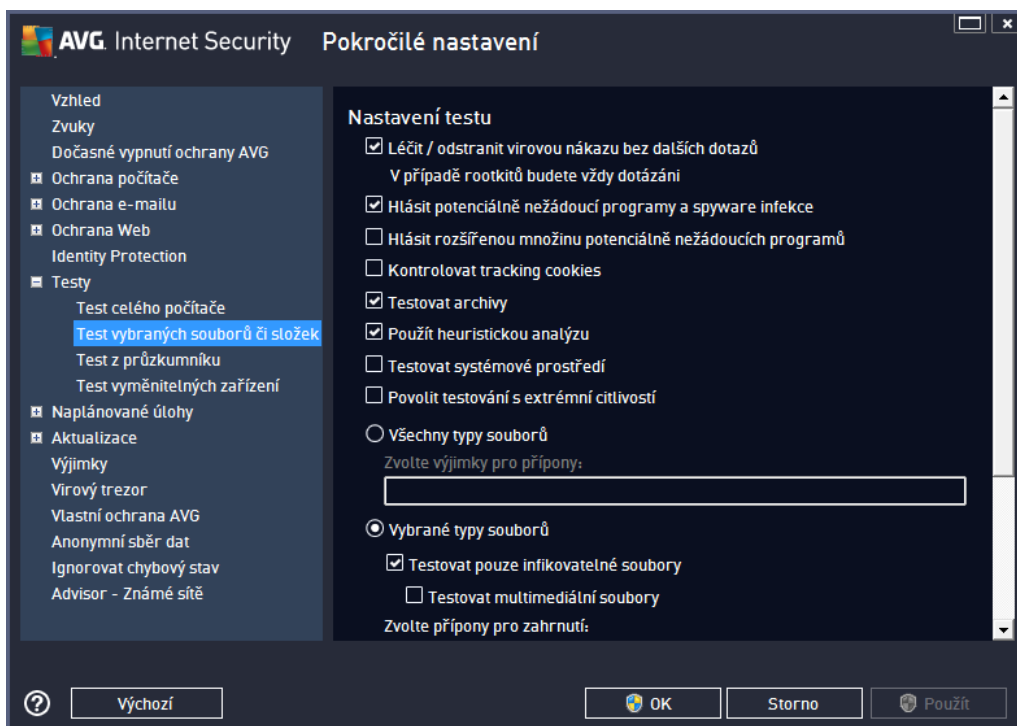 AVG. Internet Security Pokročilé nastavení
Vzhled
Zvuky
Dočasné vypnutí ochrany AVG
Ochrana počítače
Ochrana e-mailu
Ochrana Web
Identity Protection
Testy
Test celého počítače
Test vybraných souborů či složek
Test z průzkumníku
Test vyměnitelných zařízení
Naplánované úlohy
Aktualizace
Výjimky
Virový trezor
Vlastní ochrana AVG
Anonymní sběr dat
Ignorovat chybový stav
Advisor - Známé sítě
Nastavení testu
Léčit / odstranit virovou nákazu bez dalších dotazů
V případě rootkitů budete vždy dotázáni
Hlásit potenciálně nežádoucí programy a spyware infekce
Hlásit rozšířenou množinu potenciálně nežádoucích programů
Kontrolovat tracking cookies
Testovat archivy
Použít heuristickou analýzu
Testovat systémové prostředí
Povolit testování s extrémní citlivostí
Všechny typy souborů
Zvolte výjimky pro přípony:
Vybrané typy souborů
Testovat pouze infikovatelné soubory
Testovat multimediální soubory
Zvolte přípony pro zahrnutí:
Výchozí
OK
Storno
Použít